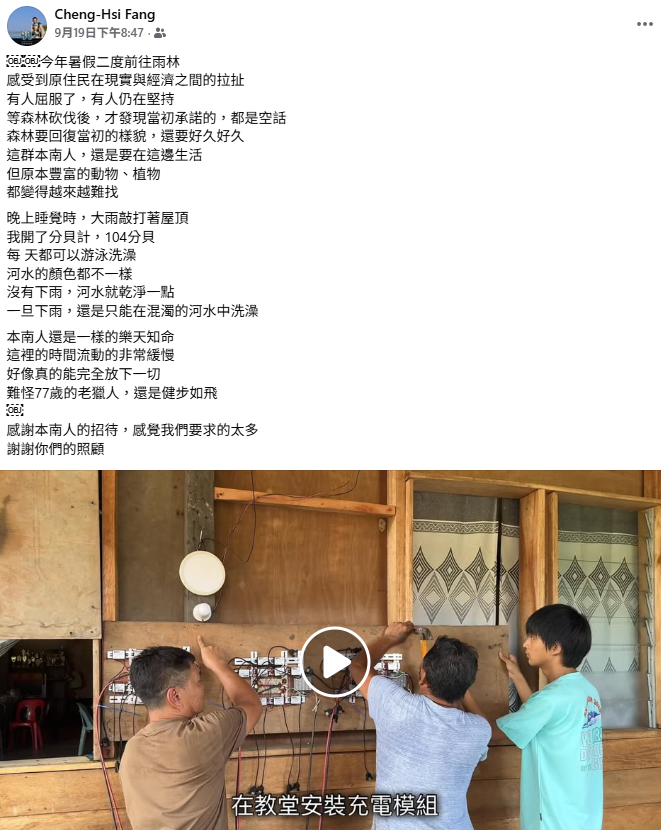 Cheng-Hsi Fang
9月19日下午8:47 ·
今年暑假二度前往雨林
感受到原住民在現實與經濟之間的拉扯
有人屈服了，有人仍在堅持
等森林砍伐後，才發現當初承諾的，都是空話
森林要回復當初的樣貌，還要好久好久
這群本南人，還是要在這邊生活
但原本豐富的動物、植物
都變得越來越難找
晚上睡覺時，大雨敲打著屋頂
我開了分貝計，104分貝
每 天都可以游泳洗澡
河水的顏色都不一樣
沒有下雨，河水就乾淨一點
一旦下雨，還是只能在混濁的河水中洗澡
本南人還是一樣的樂天知命
這裡的時間流動的非常緩慢
好像真的能完全放下一切
難怪77歲的老獵人，還是健步如飛
感謝本南人的招待，感覺我們要求的太多
謝謝你們的照顧
在教堂安裝充電模組